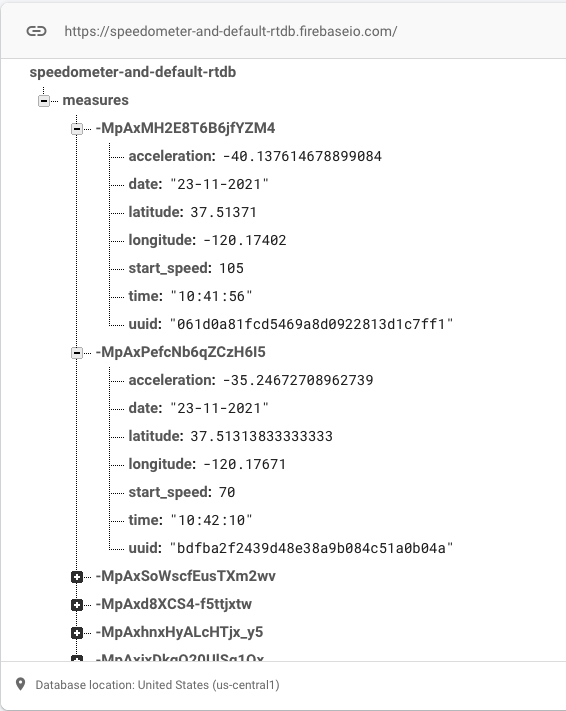 https://speedometer-and-default-rtdb.firebaseio.com/
speedometer-and-default-rtdb
measures
-MpAxMH2E8T6B6jfYZM4
acceleration: -40.137614678899084
date: "23-11-2021"
latitude: 37.51371
longitude: -120.17402
start_speed: 105
time: "10:41:56"
uuid: "061d0a81fcd5469a8d0922813d1c7ff1"
-MpAxPefcNb6qZCzH6I5
acceleration: -35.24672708962739
date: "23-11-2021"
latitude: 37.51313833333333
longitude: -120.17671
start_speed: 70
time: "10:42:10"
uuid: "bdfba2f2439d48e38a9b084c51a0b04a"
-MpAxSoWscfEusTXm2wv
-MpAxd8XCS4-f5ttjxtw
-MpAxhnxHyALcHTjx_y5
Database location: United States (us-central1)